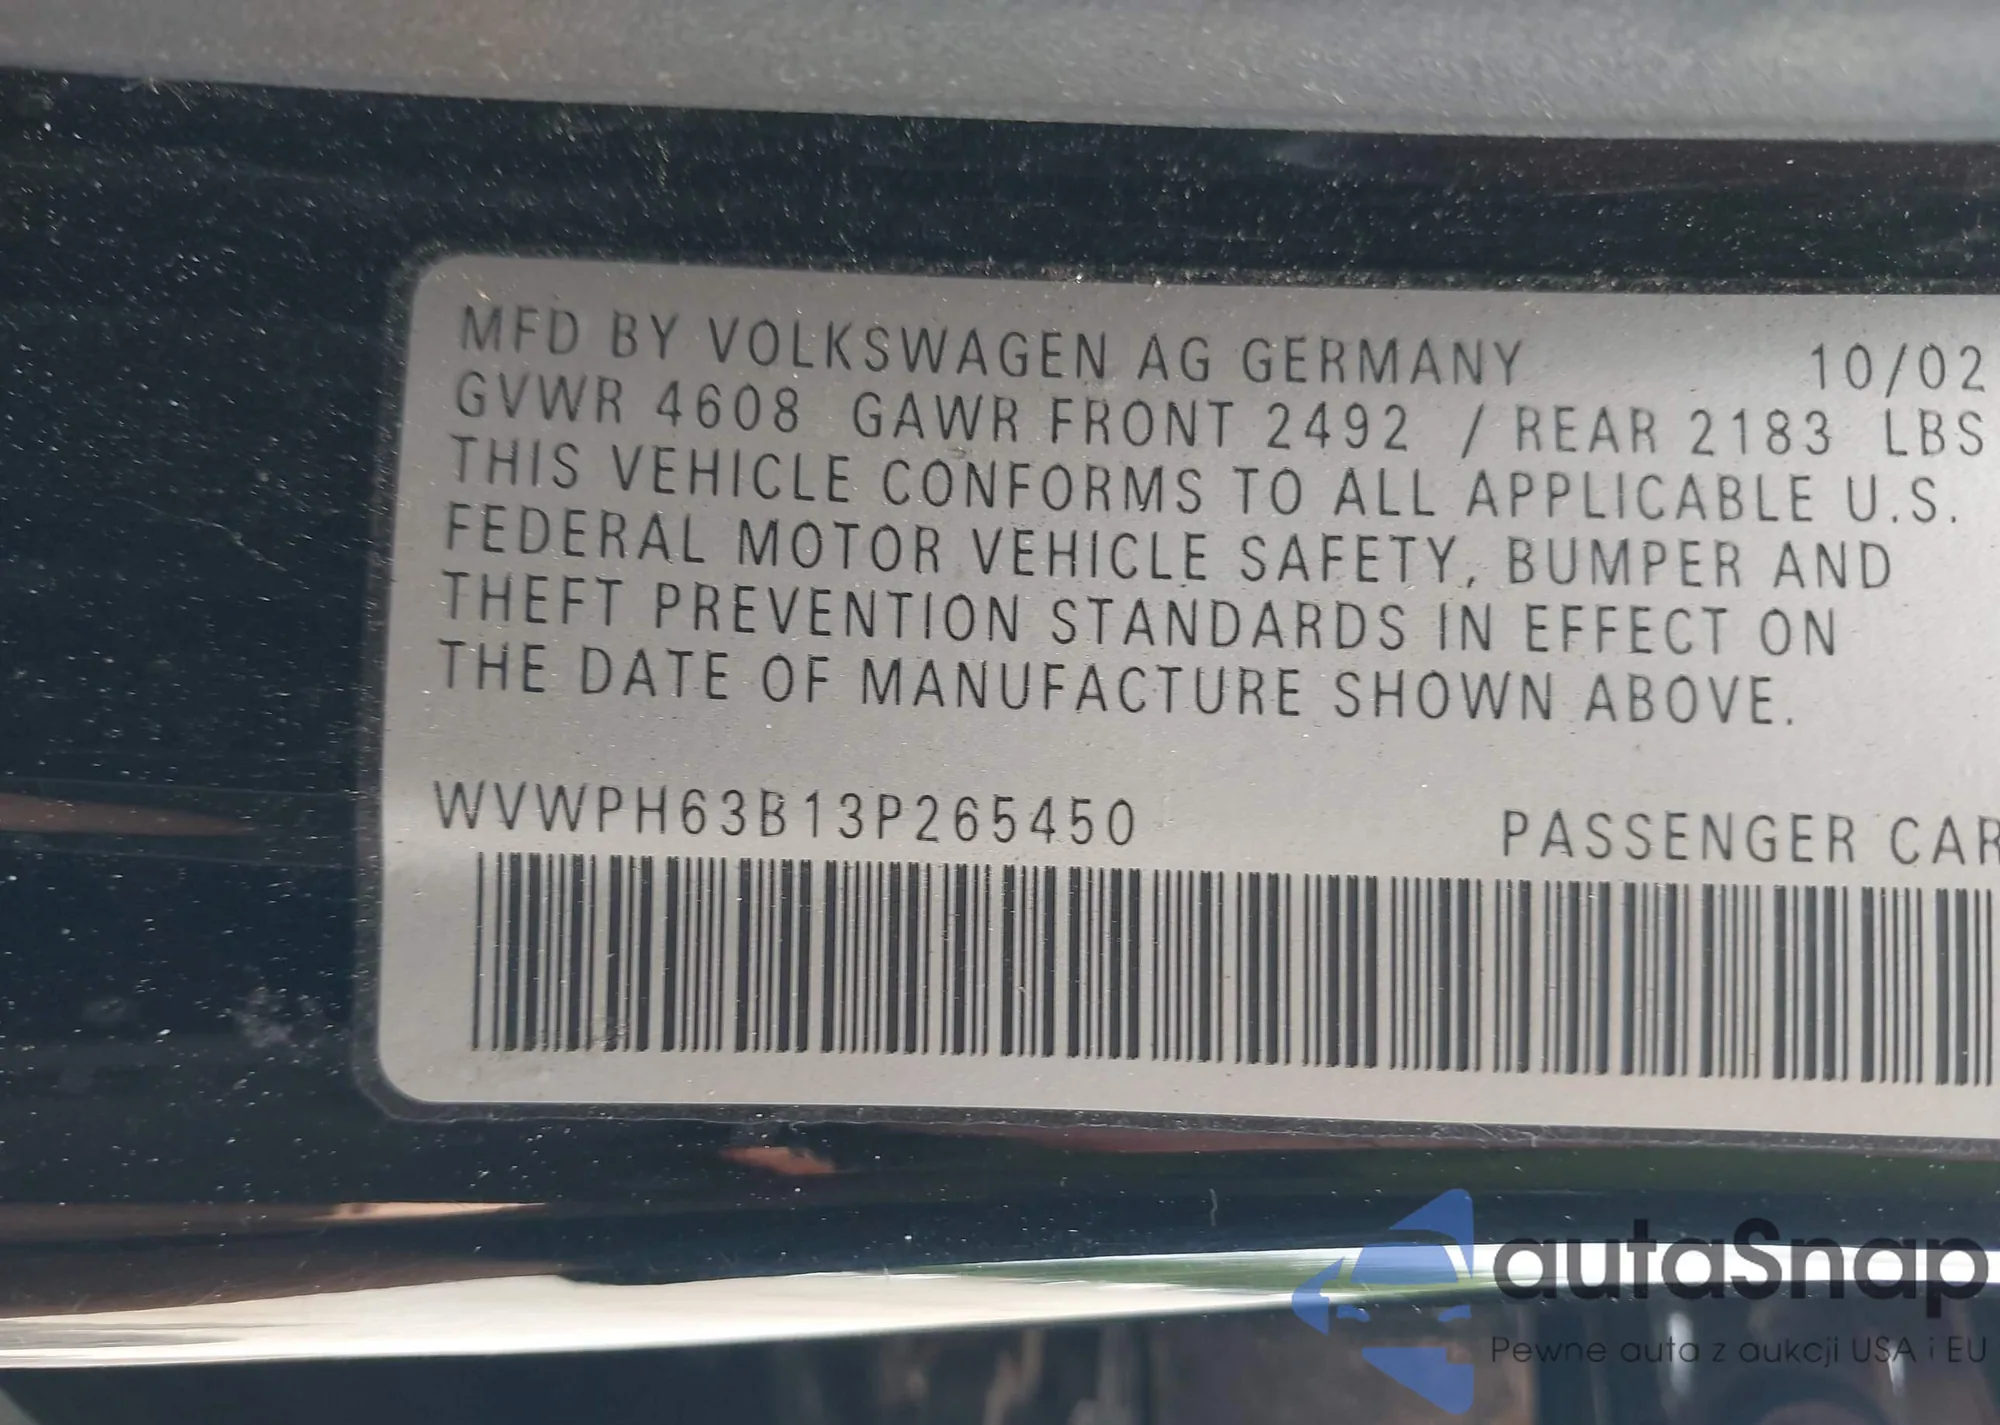 MFD BY VOLKSWAGEN AG GERMANY 10/02
GVWR 4608 GAWR FRONT 2492 / REAR 2183 LBS
THIS VEHICLE CONFORMS TO ALL APPLICABLE U.S.
FEDERAL MOTOR VEHICLE SAFETY, BUMPER AND
THEFT PREVENTION STANDARDS IN EFFECT ON
THE DATE OF MANUFACTURE SHOWN ABOVE.
WVWPH63B13P265450 PASSENGER CAR
autaSnap
Pewne auta z aukcji USA i EU